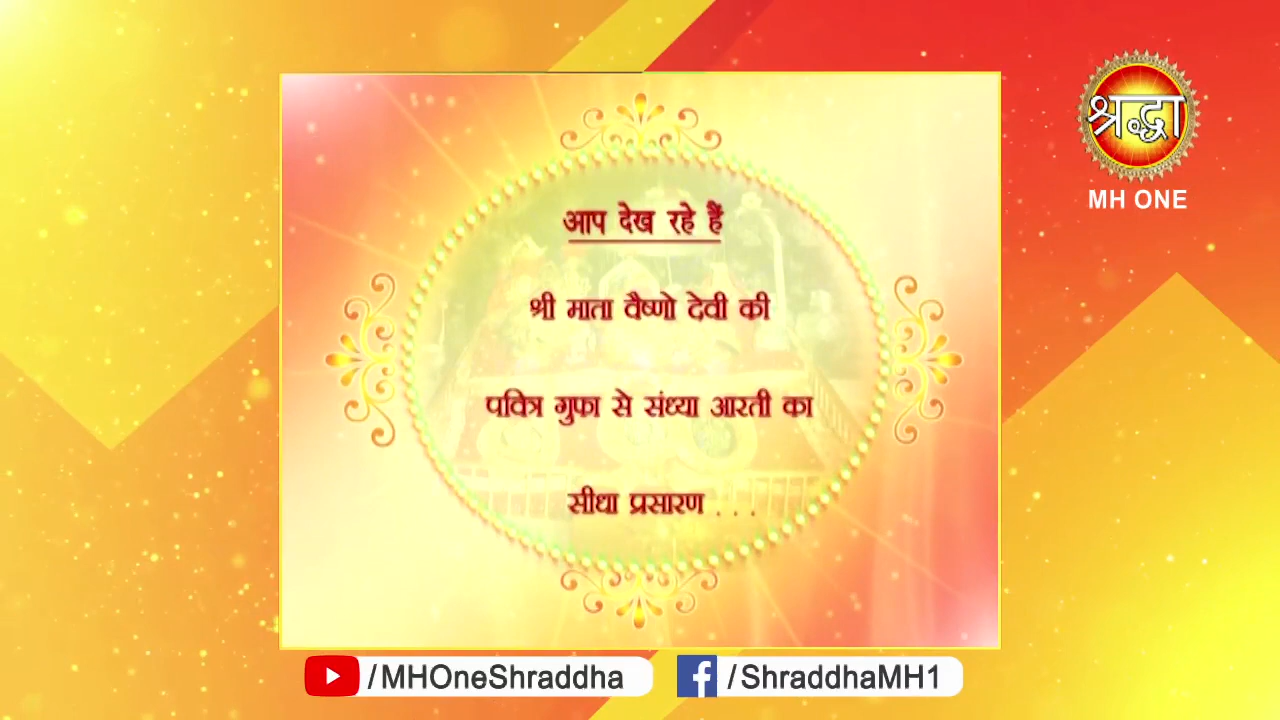 श्रद्धा
MH ONE
आप देख रहे हैं
श्री माता वैष्णो देवी की
पवित्र गुफा से संध्या आरती का
सीधा प्रसारण . . .
/MHOneShraddha
/ShraddhaMH1